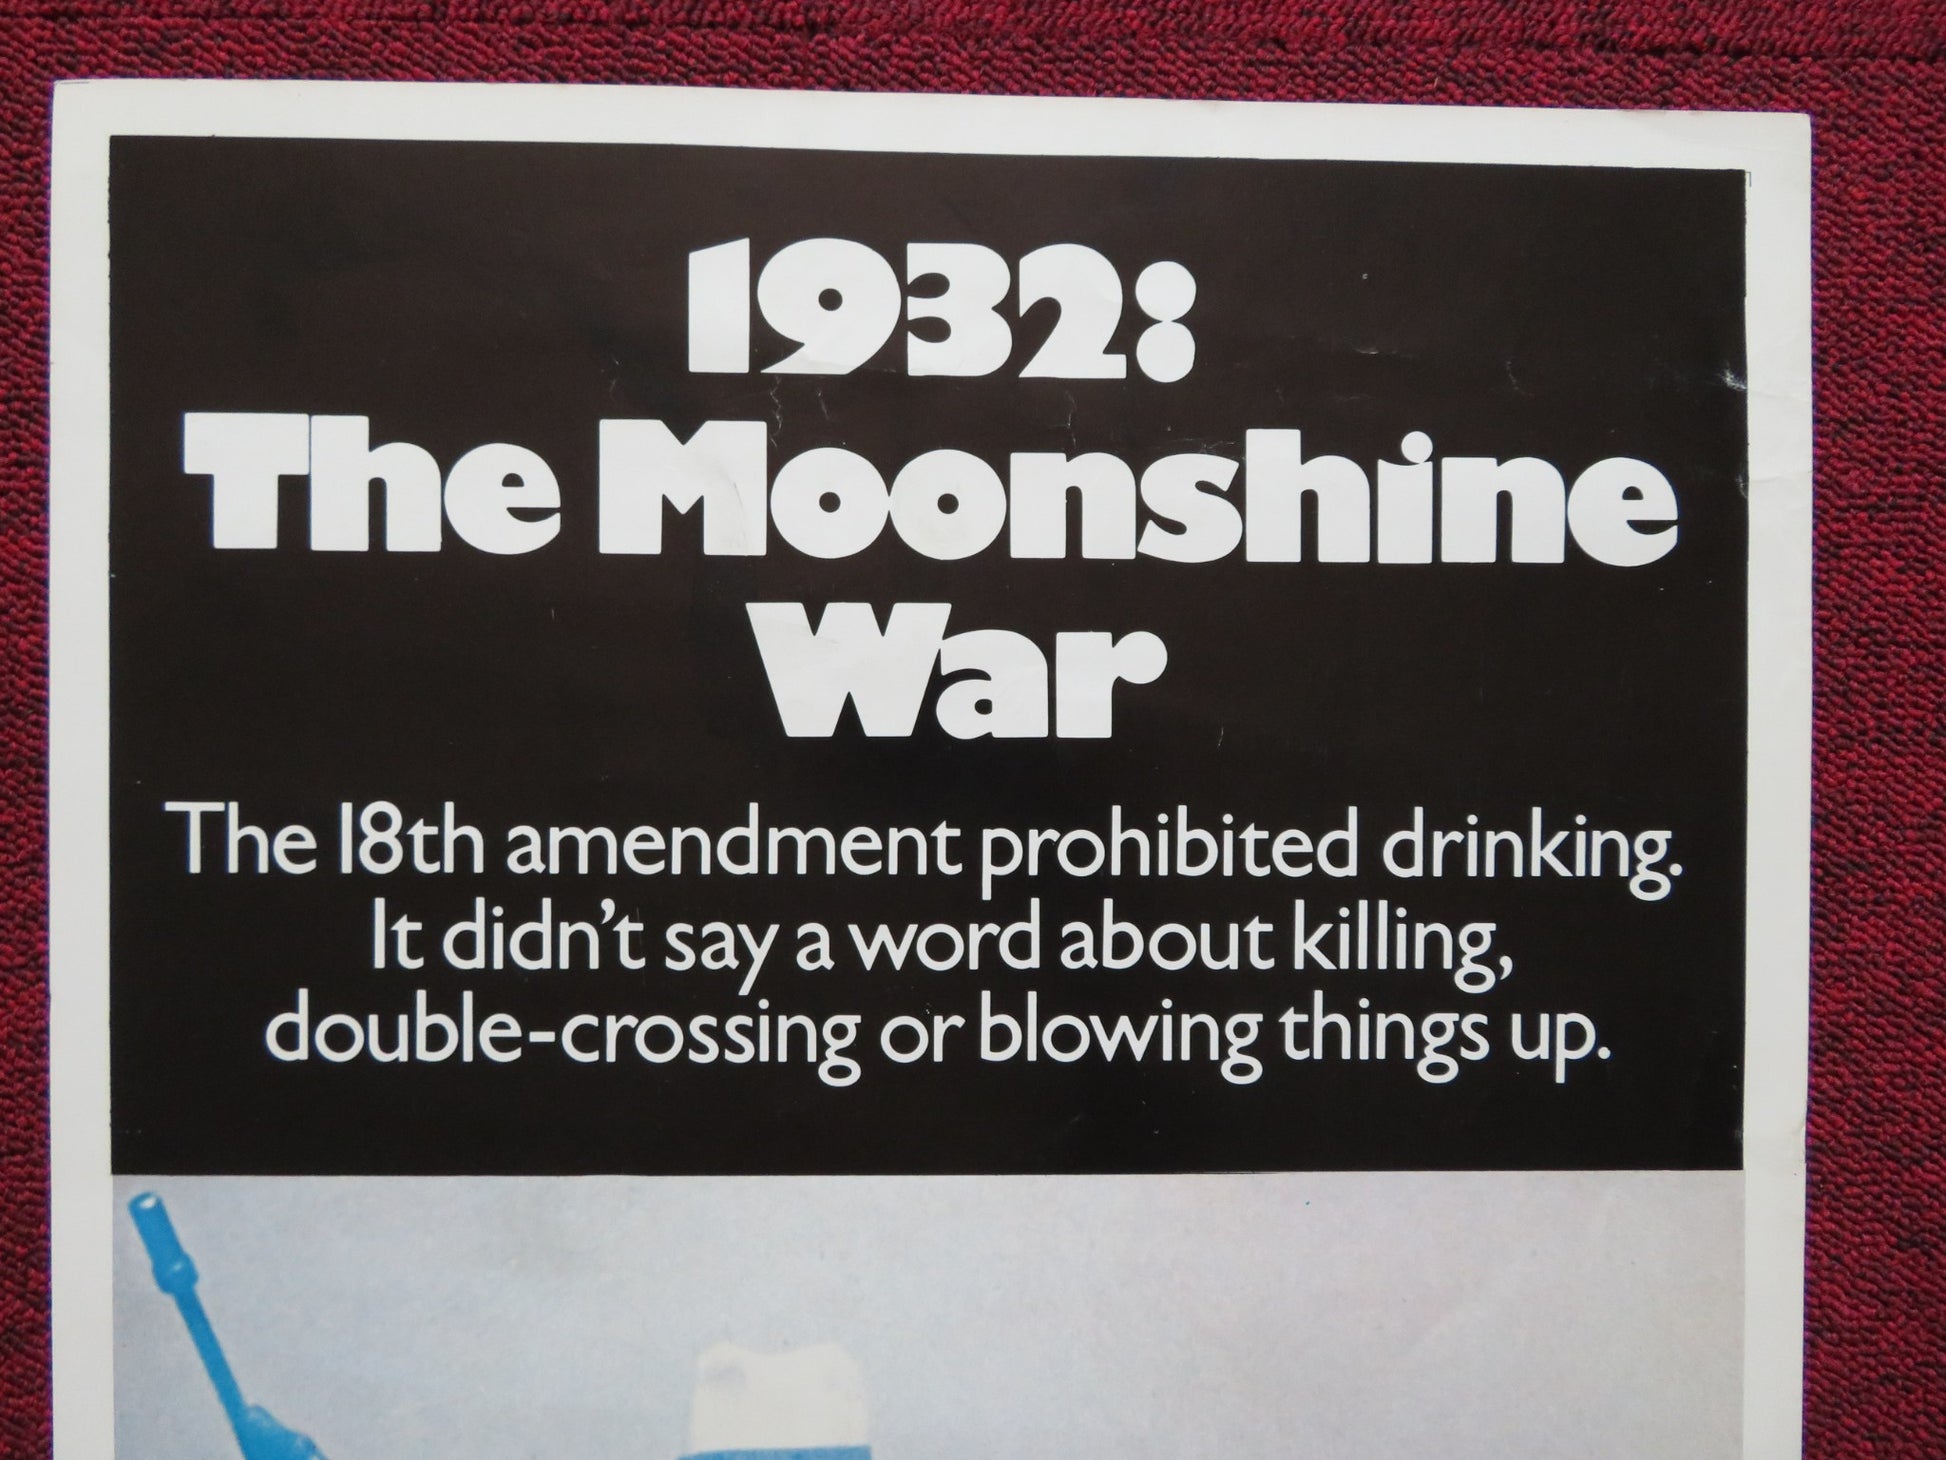 1932:
The Moonshine
War
The 18th amendment prohibited drinking.
It didn't say a word about killing,
double-crossing or blowing things up.